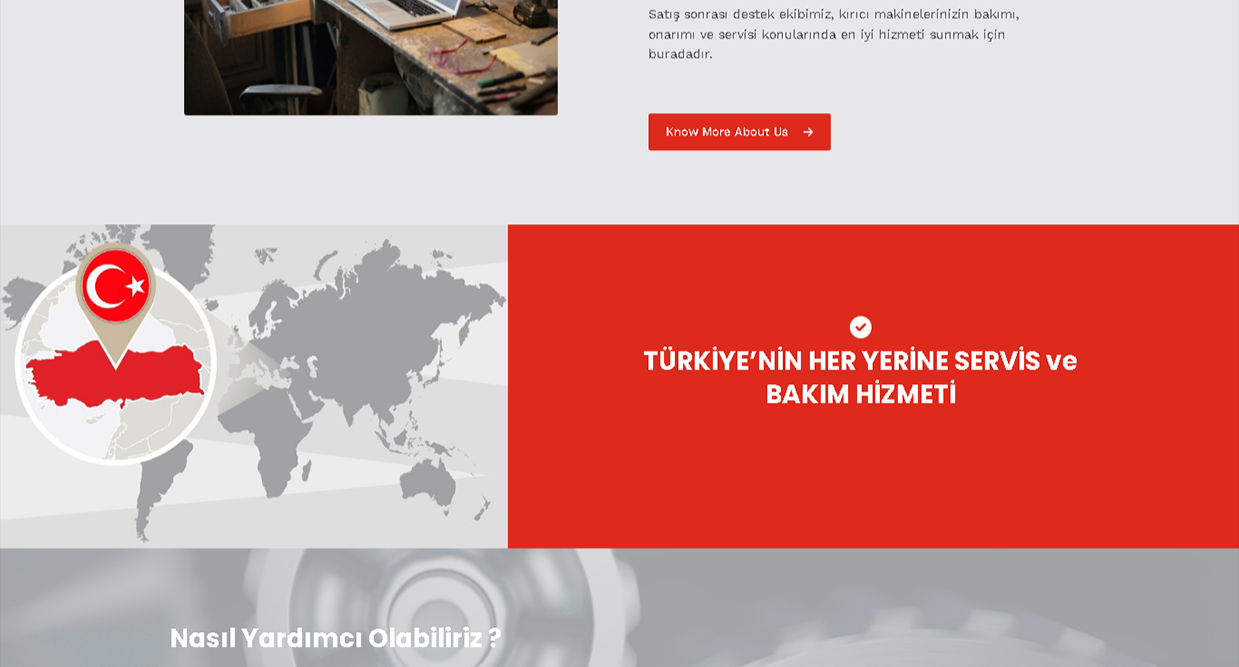 Satış sonrası destek ekibimiz, kırıcı makinelerinizin bakımı,
onarımı ve servisi konularında en iyi hizmeti sunmak için
buradadır.
Know More About Us
TÜRKİYE’NİN HER YERİNE SERVİS ve
BAKIM HİZMETİ
Nasıl Yardımcı Olabiliriz ?